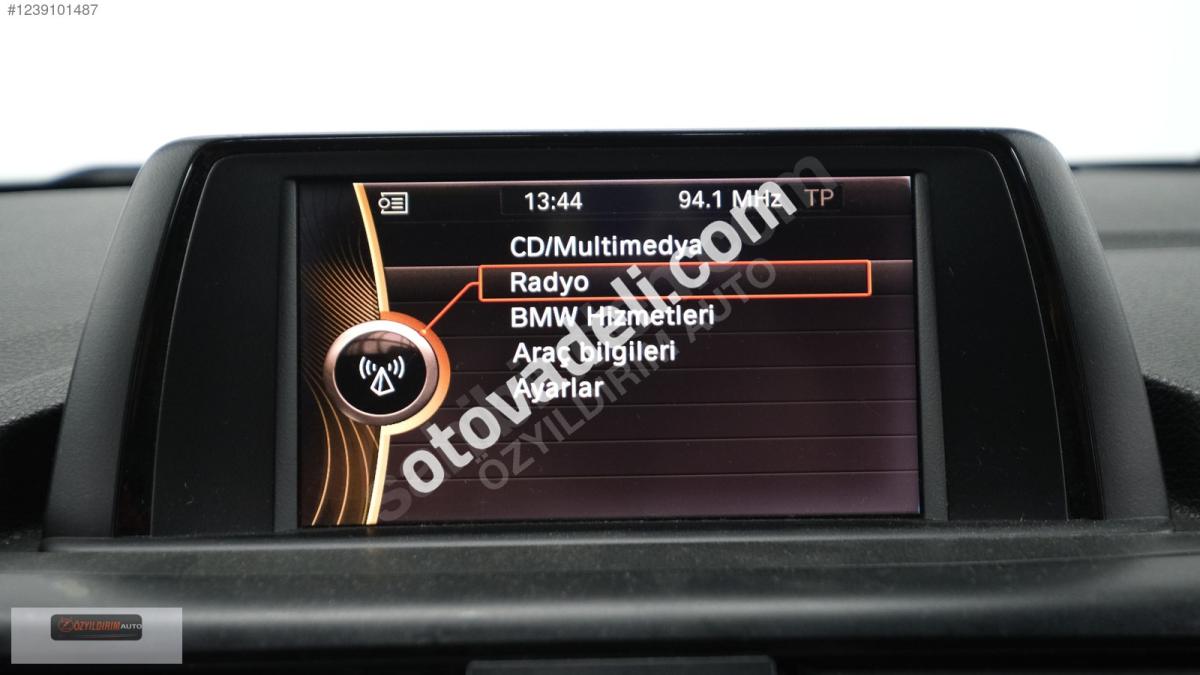 #1239101487
13:44 94.1 MHz TP
CD/Multimedya
Radyo
BMW Hizmetleri
Araç bilgileri
Ayarlar
otovadeli.com
ÖZYILDIRIM AUTO
ÖZYILDIRIM AUTO